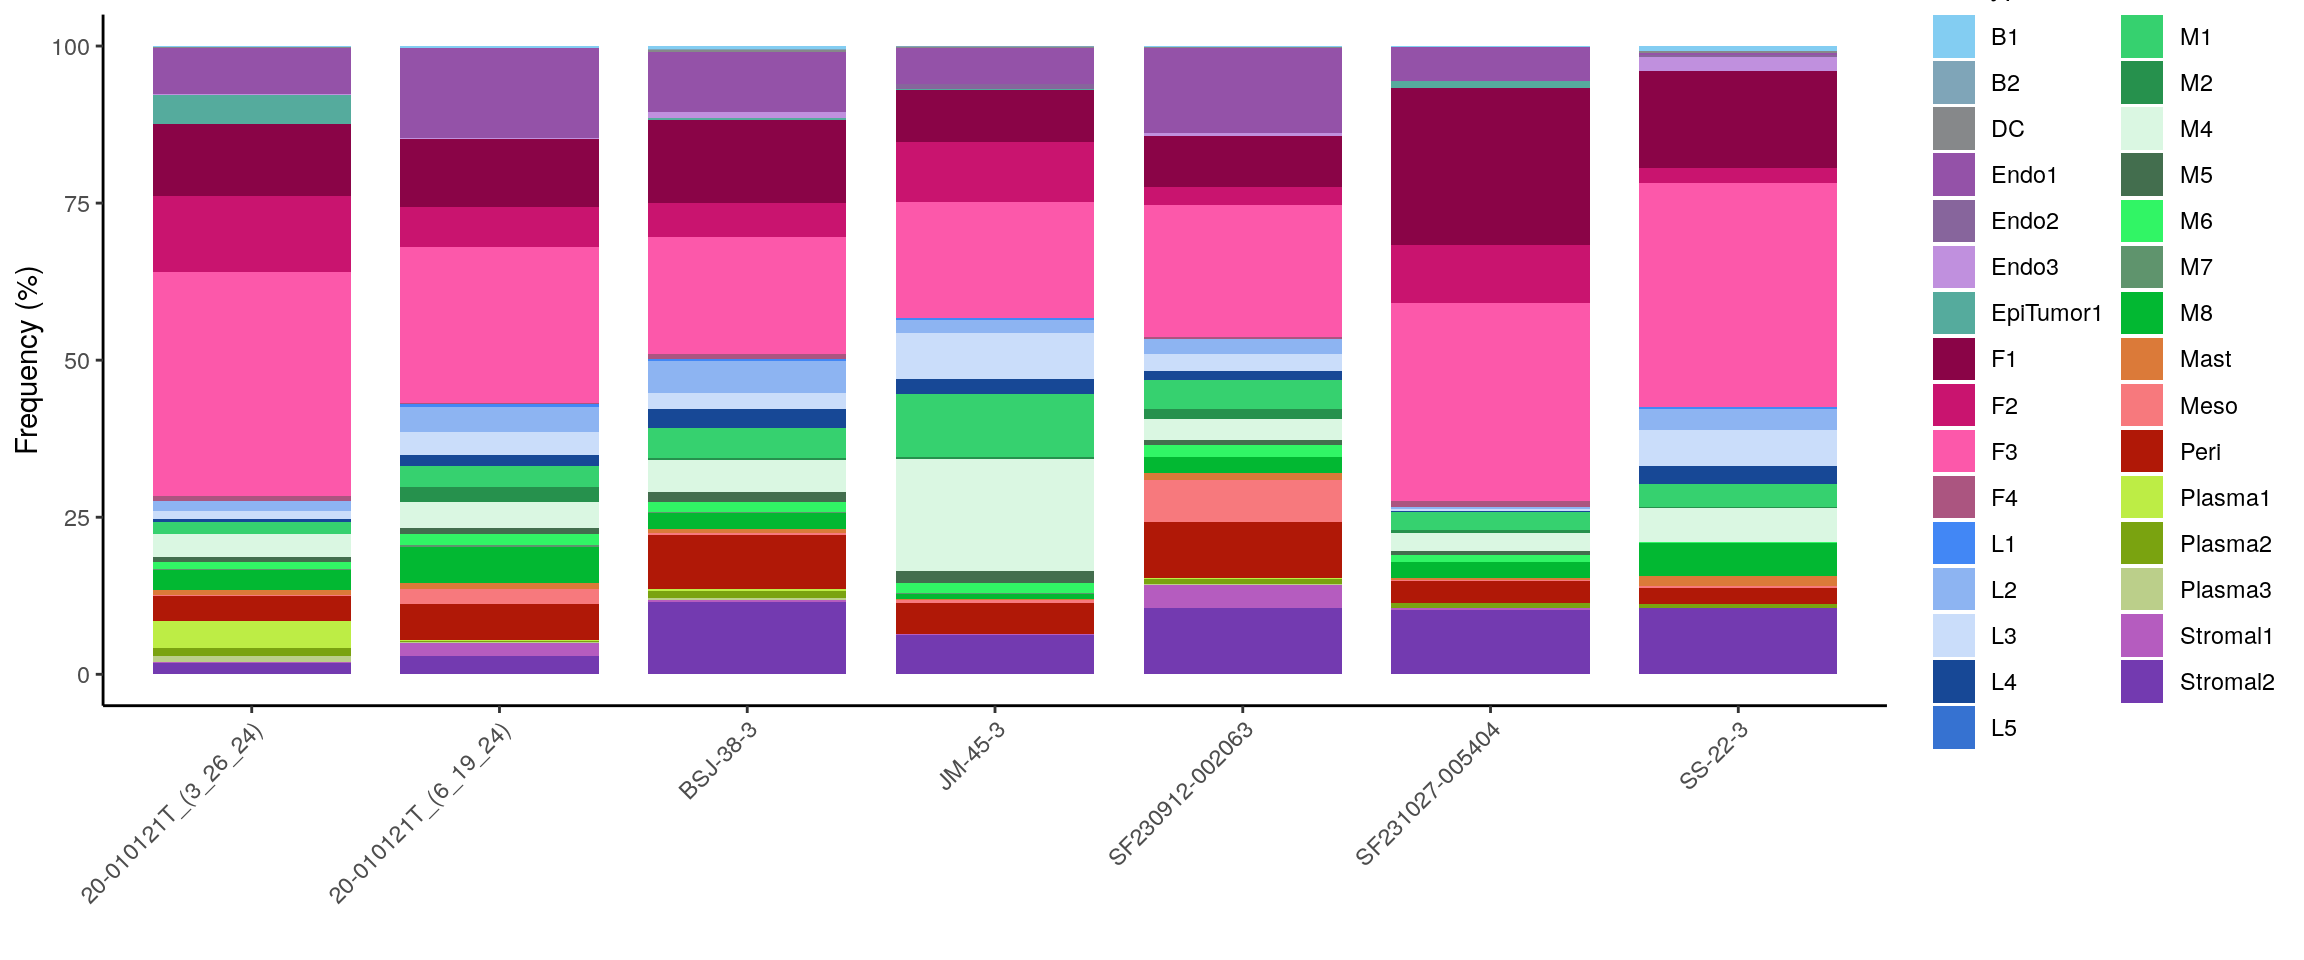 Frequency (%)
100
75
50
25
0
20-010121T_(3_26_24)
20-010121T_(6_19_24)
BSJ-38-3
JM-45-3
SF230912-002063
SF231027-005404
SS-22-3
B1
B2
DC
Endo1
Endo2
Endo3
EpiTumor1
F1
F2
F3
F4
L1
L2
L3
L4
L5
M1
M2
M4
M5
M6
M7
M8
Mast
Meso
Peri
Plasma1
Plasma2
Plasma3
Stromal1
Stromal2